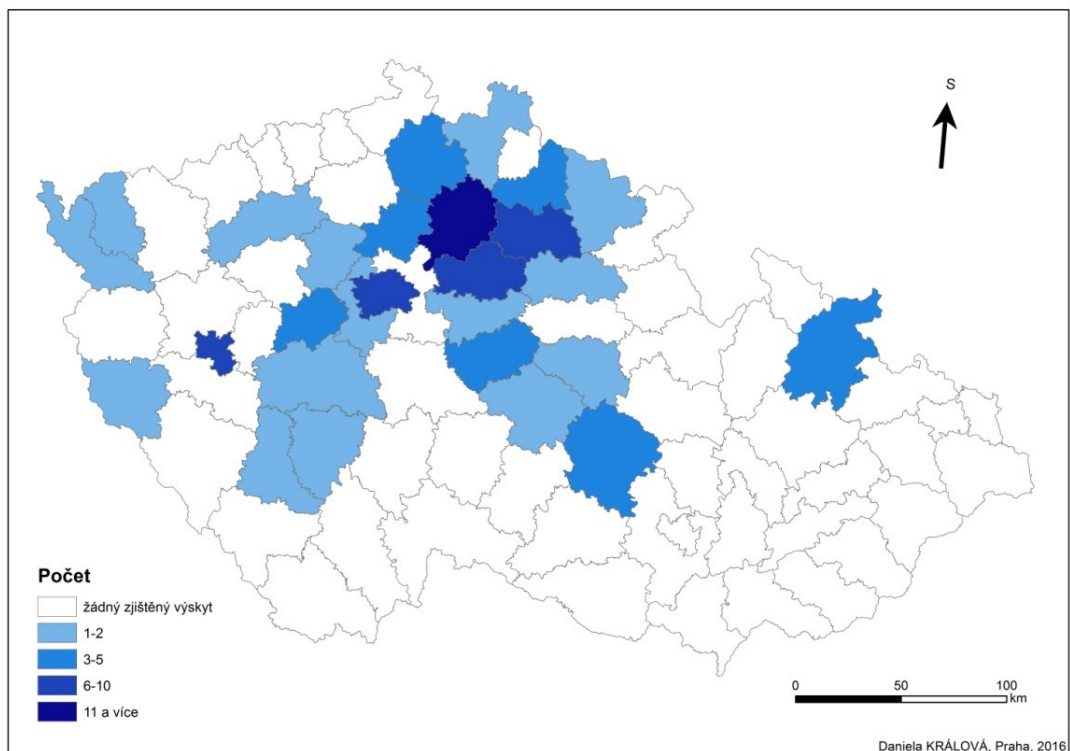 S
Počet
žádný zjištěný výskyt
1-2
3-5
6-10
11 a více
0 50 100
km
Daniela KRÁLOVÁ, Praha, 2016